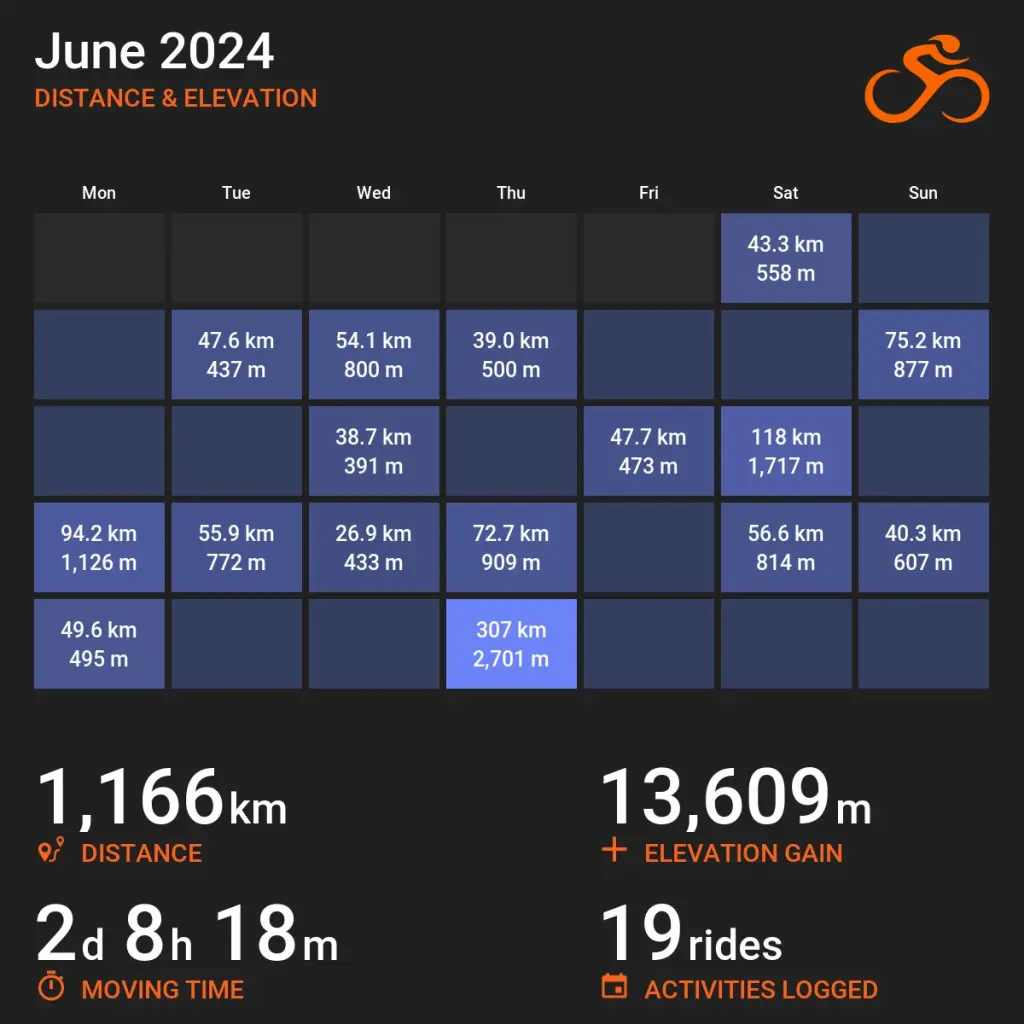 June 2024
DISTANCE & ELEVATION
Mon Tue Wed Thu Fri Sat Sun
43.3 km
558 m
47.6 km 54.1 km 39.0 km 75.2 km
437 m 800 m 500 m 877 m
38.7 km 47.7 km 118 km
391 m 473 m 1,717 m
94.2 km 55.9 km 26.9 km 72.7 km 56.6 km 40.3 km
1,126 m 772 m 433 m 909 m 814 m 607 m
49.6 km 307 km
495 m 2,701 m
1,166km 13,609m
DISTANCE ELEVATION GAIN
2d 8h 18m 19rides
MOVING TIME ACTIVITIES LOGGED